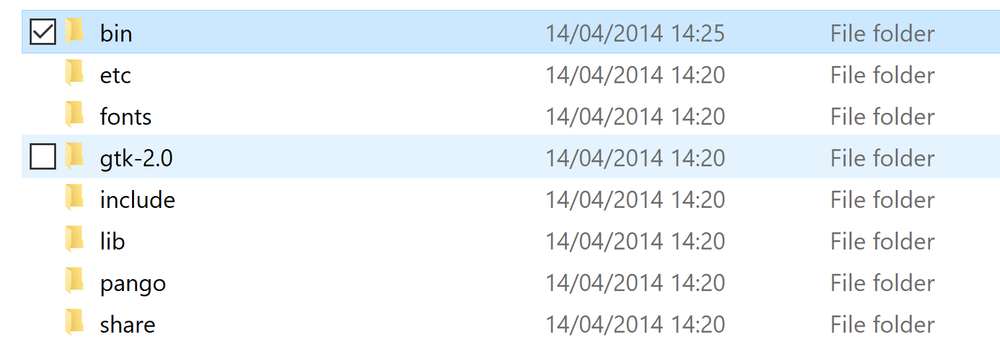 bin 14/04/2014 14:25 File folder
etc 14/04/2014 14:20 File folder
fonts 14/04/2014 14:20 File folder
gtk-2.0 14/04/2014 14:20 File folder
include 14/04/2014 14:20 File folder
lib 14/04/2014 14:20 File folder
pango 14/04/2014 14:20 File folder
share 14/04/2014 14:20 File folder